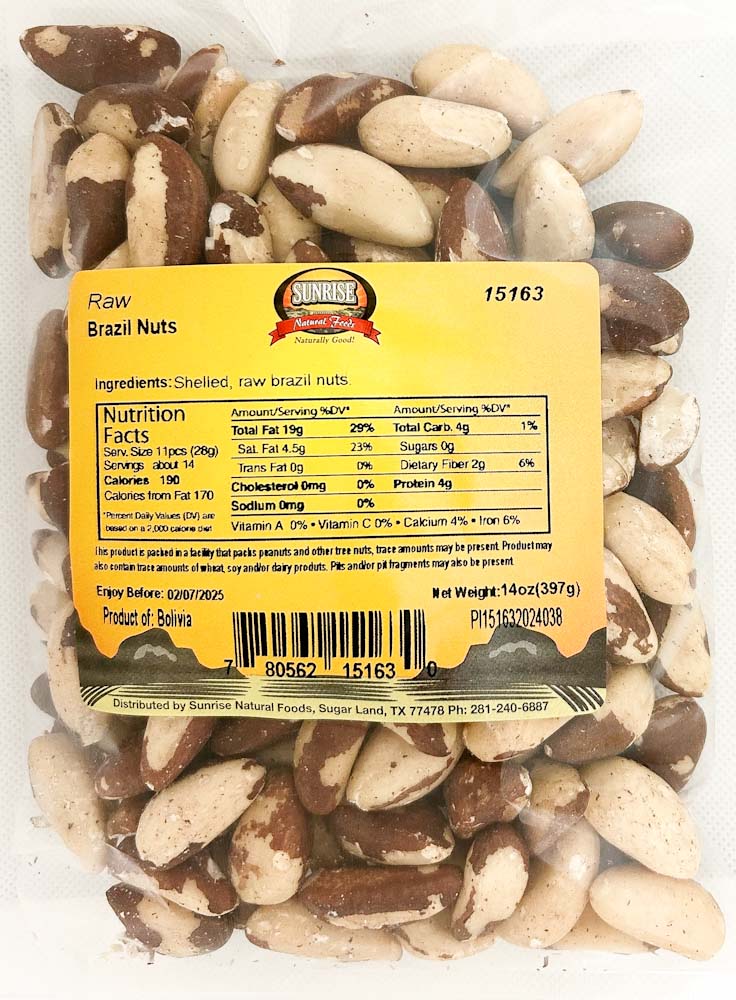 SUNRISE
Natural Foods
Naturally Good!
Raw
15163
Brazil Nuts
Ingredients: Shelled, raw brazil nuts.
Nutrition Facts
Serv. Size 11pcs (28g)
Servings about 14
Calories 190
Calories from Fat 170
*Percent Daily Values (DV) are
based on a 2,000 calorie diet
Amount/Serving %DV* Amount/Serving %DV*
Total Fat 19g 29% Total Carb. 4g 1%
Sat. Fat 4.5g 23% Sugars 0g
Trans Fat 0g 0% Dietary Fiber 2g 6%
Cholesterol 0mg 0% Protein 4g
Sodium 0mg 0%
Vitamin A 0% • Vitamin C 0% • Calcium 4% • Iron 6%
This product is packed in a facility that packs peanuts and other tree nuts, trace amounts may be present. Product may
also contain trace amounts of wheat, soy and/or dairy produts. Pits and/or pit fragments may also be present
Enjoy Before: 02/07/2025 Net Weight:14oz(397g)
Product of: Bolivia PI151632024038
7 80562 15163 0
Distributed by Sunrise Natural Foods, Sugar Land, TX 77478 Ph: 281-240-6887